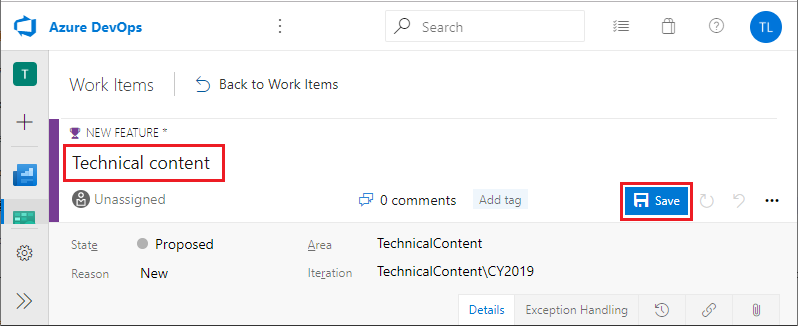 Azure DevOps Search TL
T
Work Items Back to Work Items
NEW FEATURE *
Technical content
Unassigned 0 comments Add tag Save
State Proposed Area TechnicalContent
Reason New Iteration TechnicalContent\CY2019
Details Exception Handling